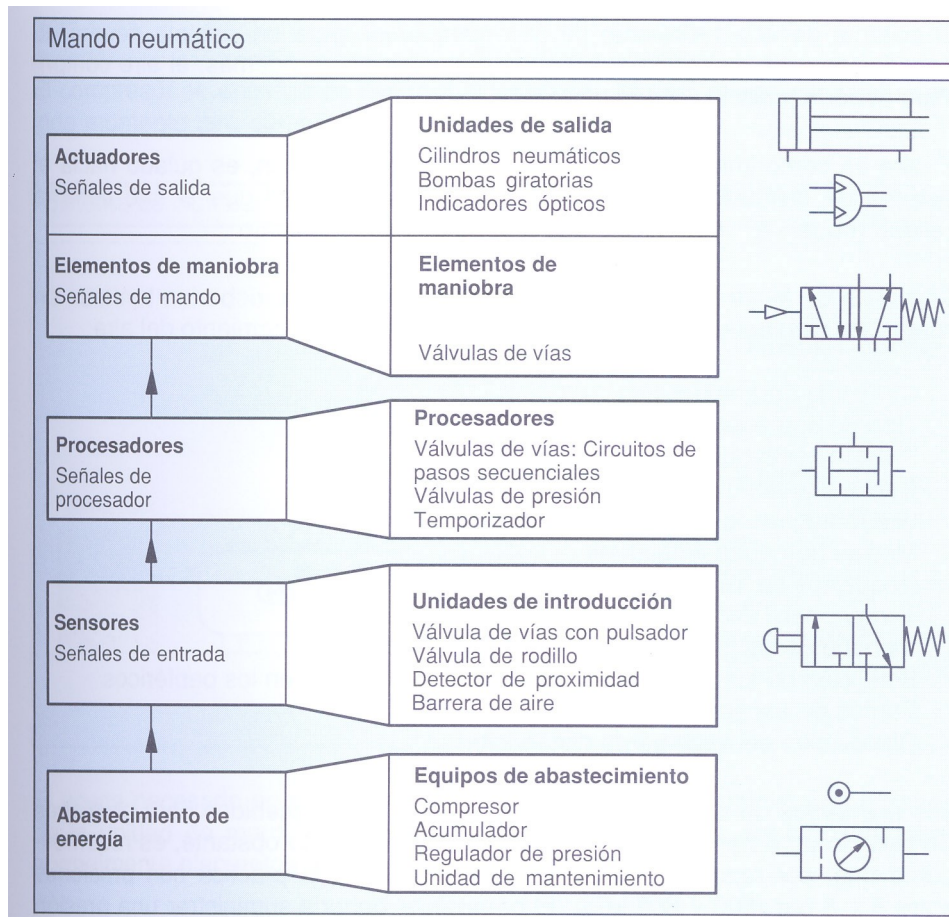 Mando neumático
Actuadores
Señales de salida
Unidades de salida
Cilindros neumáticos
Bombas giratorias
Indicadores ópticos
Elementos de maniobra
Señales de mando
Elementos de
maniobra
Válvulas de vías
Procesadores
Señales de
procesador
Procesadores
Válvulas de vías: Circuitos de
pasos secuenciales
Válvulas de presión
Temporizador
Sensores
Señales de entrada
Unidades de introducción
Válvula de vías con pulsador
Válvula de rodillo
Detector de proximidad
Barrera de aire
Abastecimiento de
energía
Equipos de abastecimiento
Compresor
Acumulador
Regulador de presión
Unidad de mantenimiento